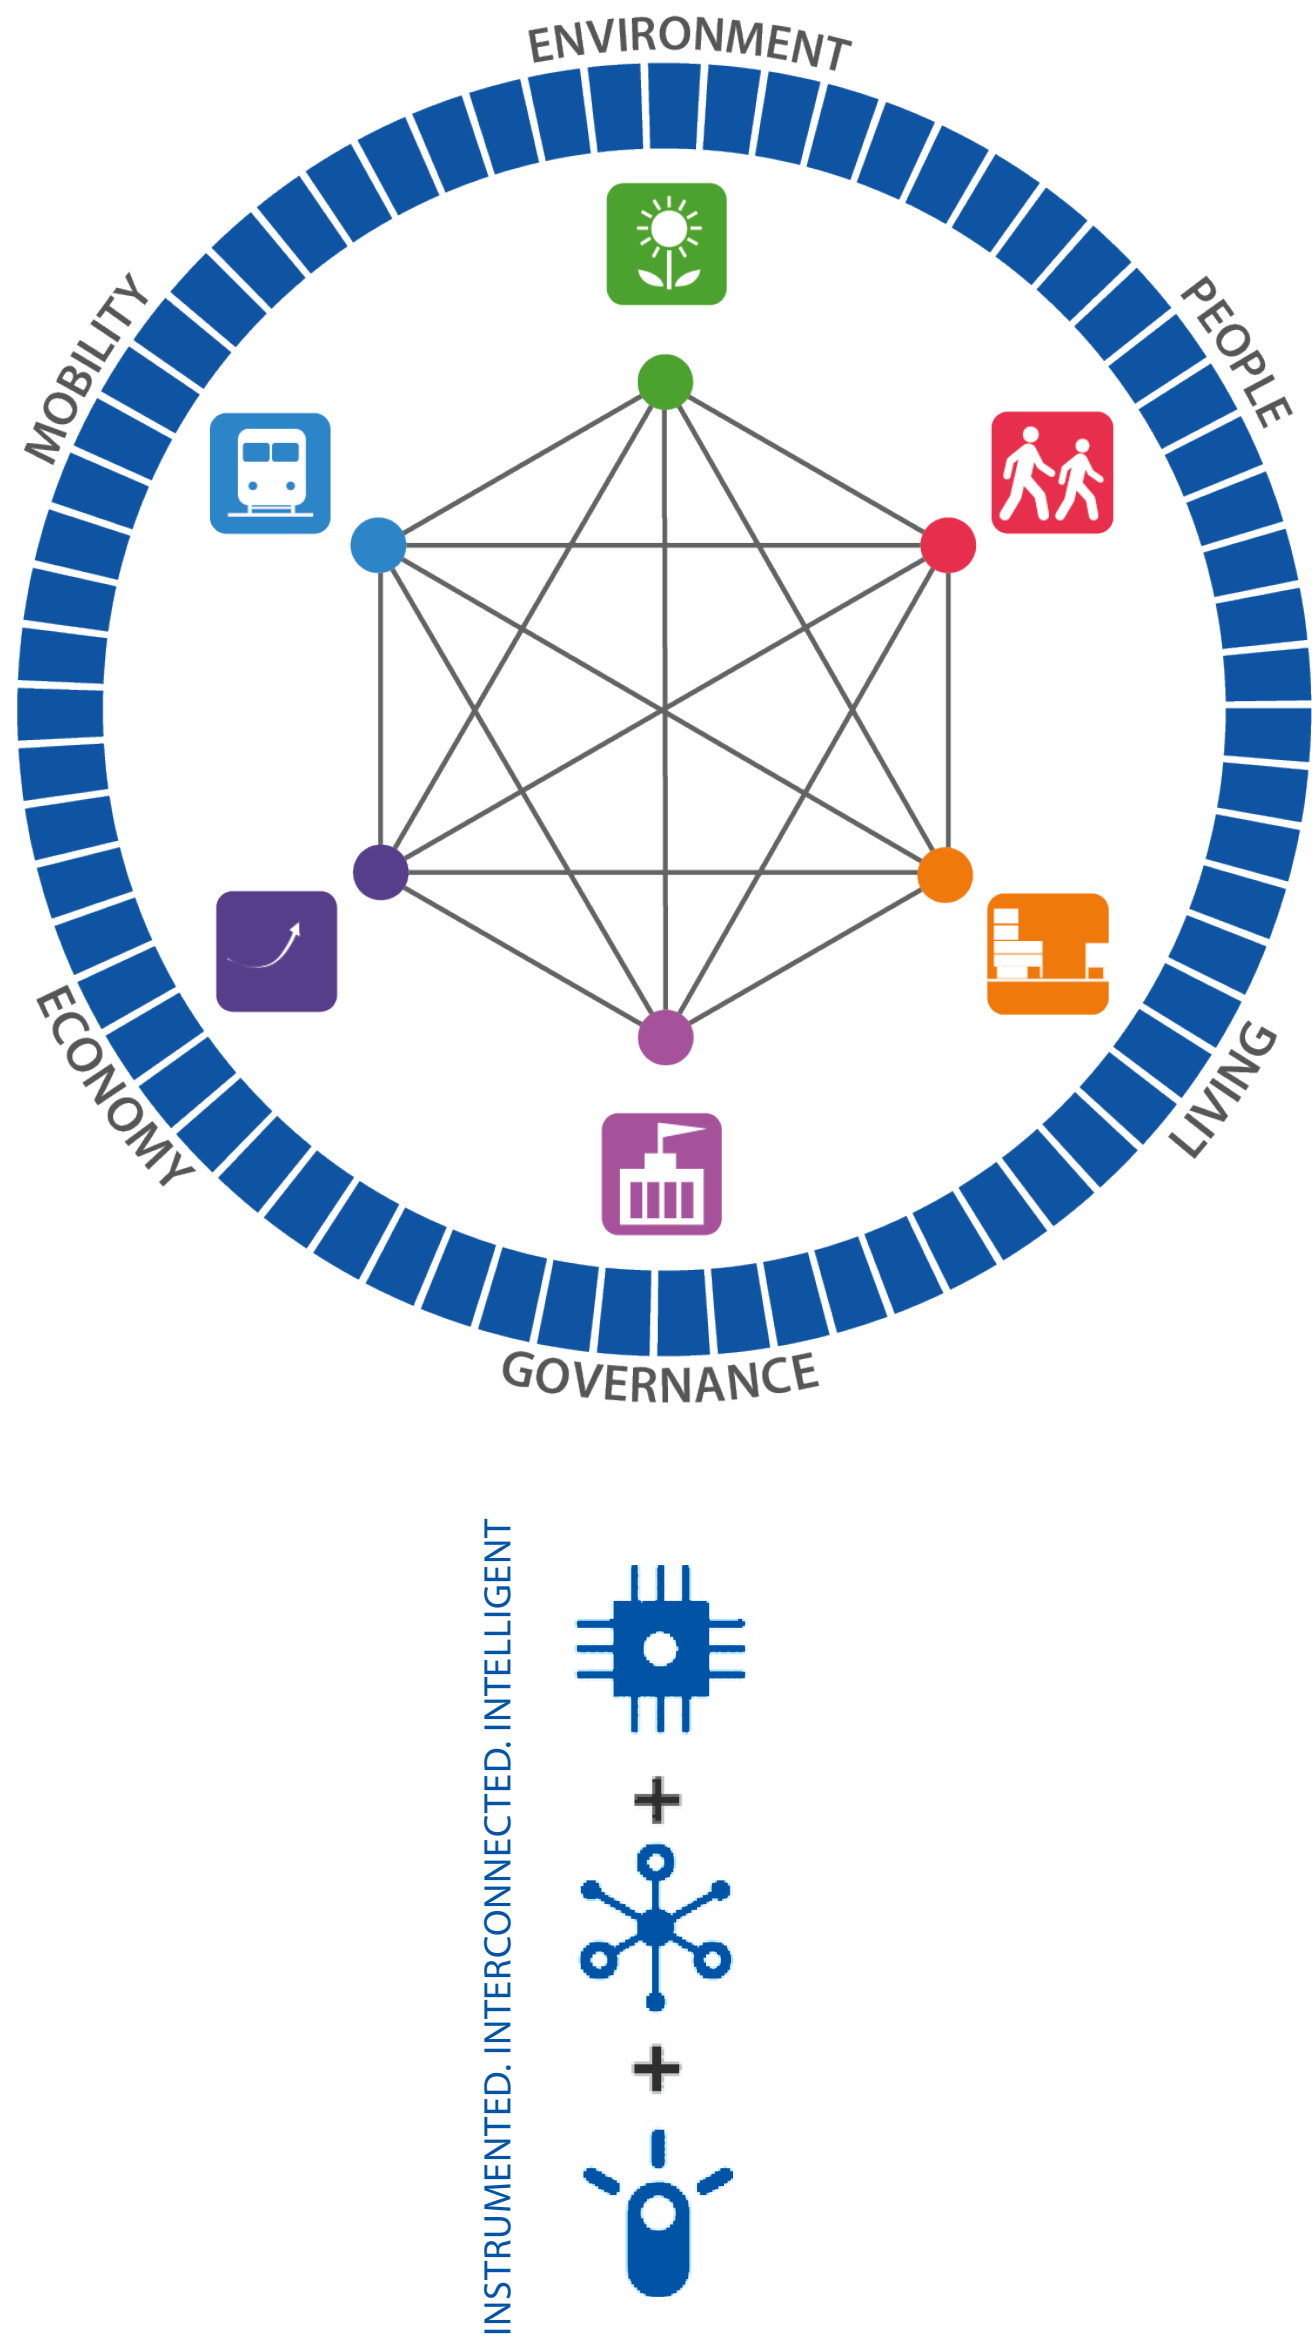 ENVIRONMENT
MOBILITY
PEOPLE
ECONOMY
LIVING
GOVERNANCE
INSTRUMENTED. INTERCONNECTED. INTELLIGENT